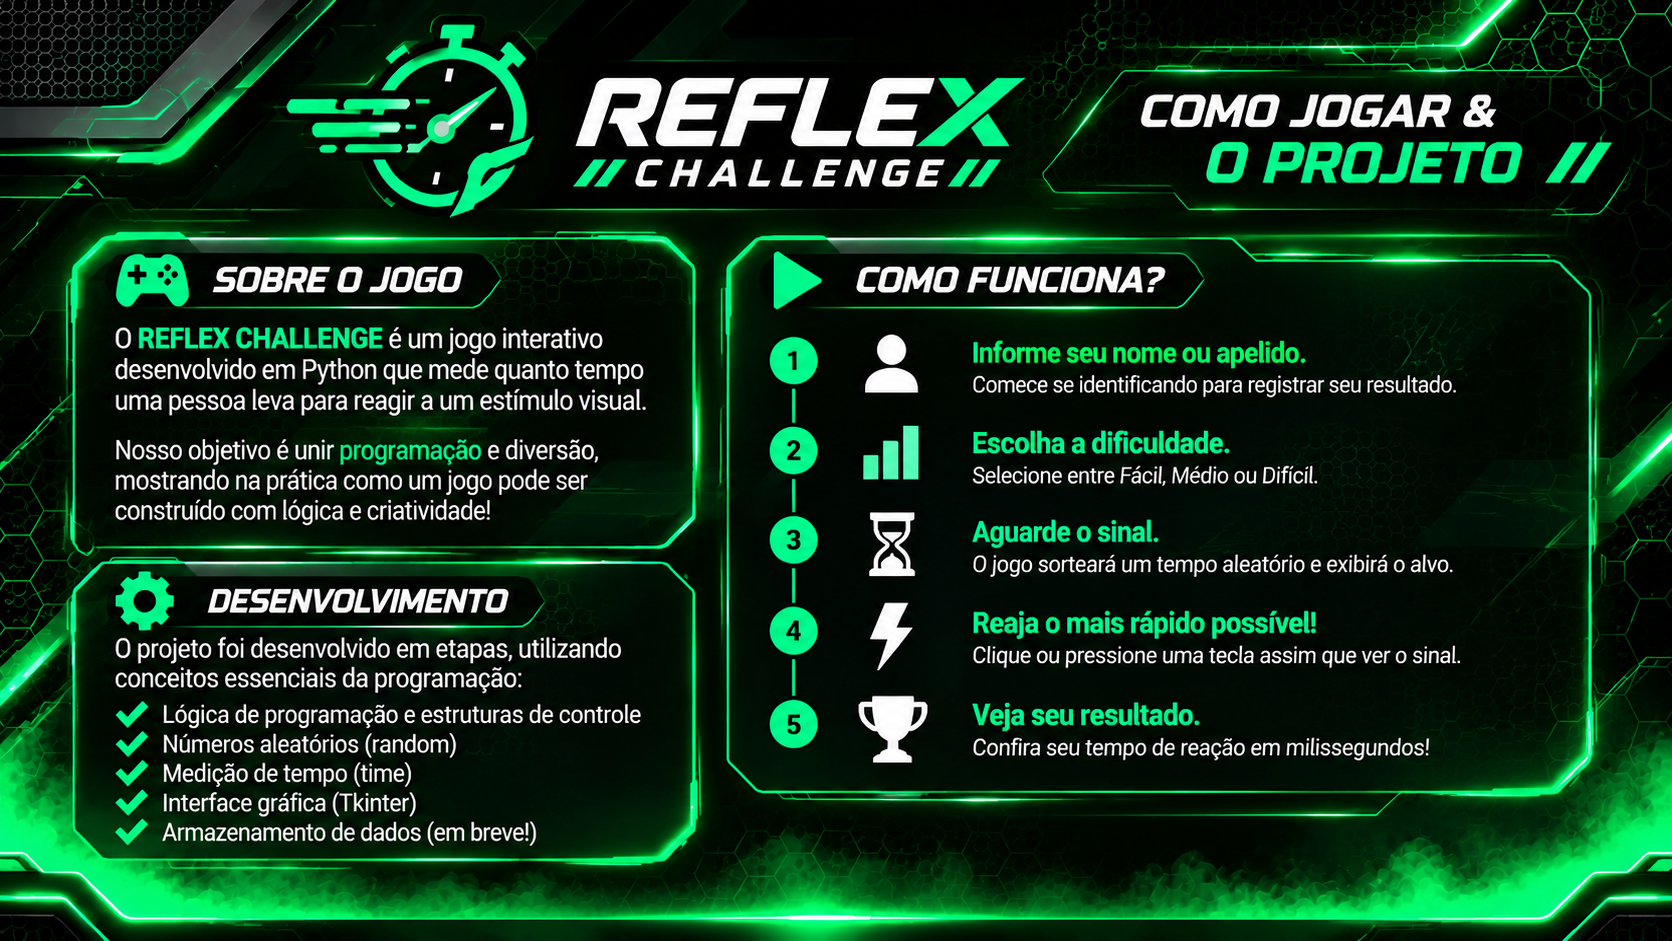 REFLEX
// CHALLENGE //
COMO JOGAR &
O PROJETO //
SOBRE O JOGO
O REFLEX CHALLENGE é um jogo interativo
desenvolvido em Python que mede quanto tempo
uma pessoa leva para reagir a um estímulo visual.
Nosso objetivo é unir programação e diversão,
mostrando na prática como um jogo pode ser
construído com lógica e criatividade!
DESENVOLVIMENTO
O projeto foi desenvolvido em etapas, utilizando
conceitos essenciais da programação:
Lógica de programação e estruturas de controle
Números aleatórios (random)
Medição de tempo (time)
Interface gráfica (Tkinter)
Armazenamento de dados (em breve!)
COMO FUNCIONA?
1
Informe seu nome ou apelido.
Comece se identificando para registrar seu resultado.
2
Escolha a dificuldade.
Selecione entre Fácil, Médio ou Difícil.
3
Aguarde o sinal.
O jogo sorteará um tempo aleatório e exibirá o alvo.
4
Reaja o mais rápido possível!
Clique ou pressione uma tecla assim que ver o sinal.
5
Veja seu resultado.
Confira seu tempo de reação em milissegundos!